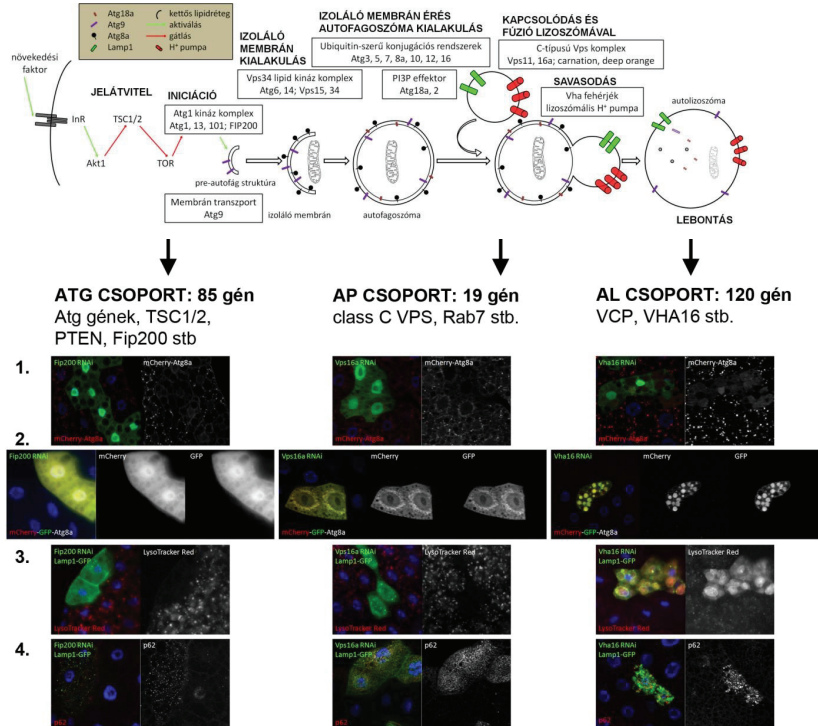 Atg18a
Atg9
Atg8a
Lamp1
kettős lipidréteg
aktiválás
gátlás
H⁺ pumpa
növekedési
faktor
InR
JELÁTVITEL
TSC1/2
Akt1
TOR
INICIÁCIÓ
Atg1 kináz komplex
Atg1, 13, 101; FIP200
pre-autofág struktúra
Membrán transzport
Atg9
IZOLÁLÓ
MEMBRÁN
KIALAKULÁS
Vps34 lipid kináz komplex
Atg6, 14; Vps15, 34
izoláló membrán
IZOLÁLÓ MEMBRÁN ÉRÉS
AUTOFAGOSZÓMA KIALAKULÁS
Ubiquitin-szerű konjugációs rendszerek
Atg3, 5, 7, 8a, 10, 12, 16
PI3P effektor
Atg18a, 2
autofagoszóma
KAPCSOLÓDÁS ÉS
FÚZIÓ LIZOSZÓMÁVAL
C-típusú Vps komplex
Vps11, 16a; carnation, deep orange
SAVASODÁS
Vha fehérjék
lizoszómális H⁺ pumpa
autolizoszóma
LEBONTÁS
ATG CSOPORT: 85 gén
Atg gének, TSC1/2,
PTEN, Fip200 stb
AP CSOPORT: 19 gén
class C VPS, Rab7 stb.
AL CSOPORT: 120 gén
VCP, VHA16 stb.
1.
Fip200 RNAi
mCherry-Atg8a
mCherry-Atg8a
Vps16a RNAi
mCherry-Atg8a
mCherry-Atg8a
Vha16 RNAi
mCherry-Atg8a
mCherry-Atg8a
2.
Fip200 RNAi
mCherry
GFP
mCherry-GFP-Atg8a
Vps16a RNAi
mCherry
GFP
mCherry-GFP-Atg8a
Vha16 RNAi
mCherry
GFP
mCherry-GFP-Atg8a
3.
Fip200 RNAi
Lamp1-GFP
LysoTracker Red
LysoTracker Red
Vps16a RNAi
Lamp1-GFP
LysoTracker Red
LysoTracker Red
Vha16 RNAi
Lamp1-GFP
LysoTracker Red
LysoTracker Red
4.
Fip200 RNAi
Lamp1-GFP
p62
p62
Vps16a RNAi
Lamp1-GFP
p62
p62
Vha16 RNAi
Lamp1-GFP
p62
p62